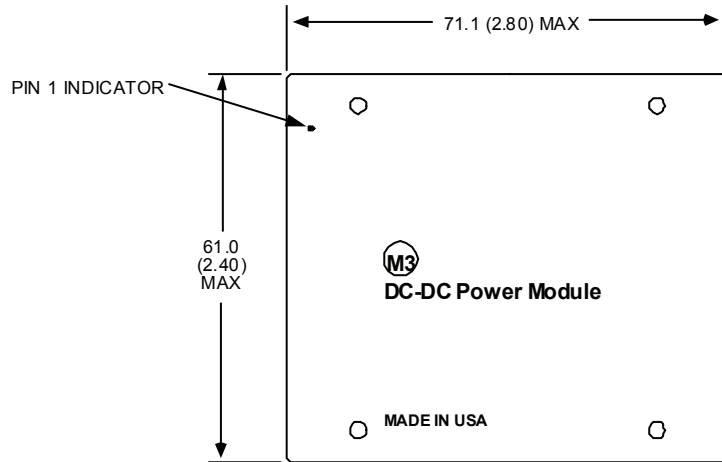 71.1 (2.80) MAX
PIN 1 INDICATOR
61.0
(2.40)
MAX
M3
DC-DC Power Module
MADE IN USA